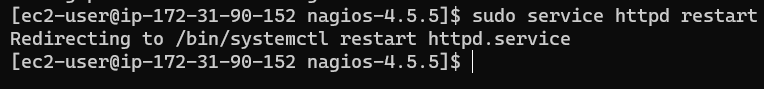 [ec2-user@ip-172-31-90-152 nagios-4.5.5]$ sudo service httpd restart
Redirecting to /bin/systemctl restart httpd.service
[ec2-user@ip-172-31-90-152 nagios-4.5.5]$